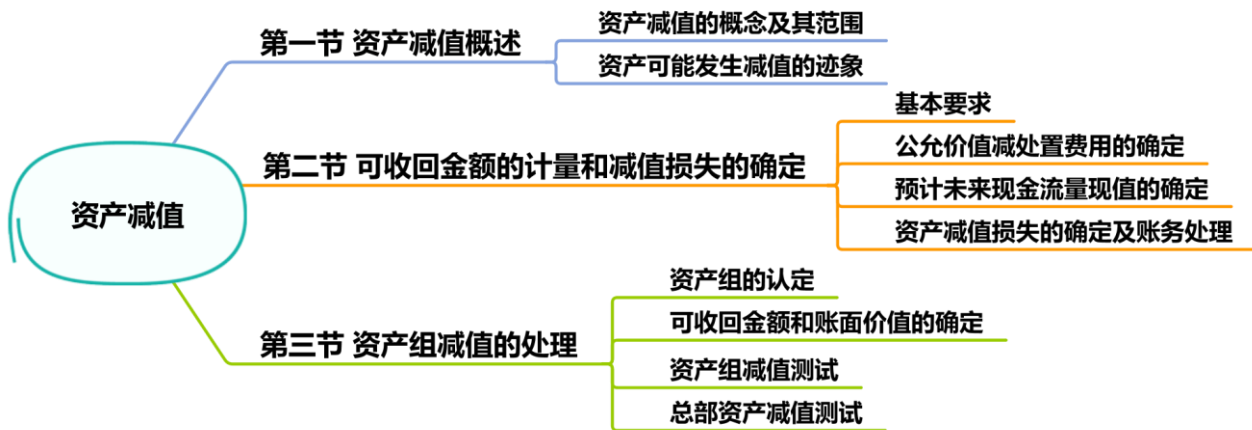 资产减值
第一节 资产减值概述
资产减值的概念及其范围
资产可能发生减值的迹象
第二节 可收回金额的计量和减值损失的确定
基本要求
公允价值减处置费用的确定
预计未来现金流量现值的确定
资产减值损失的确定及账务处理
第三节 资产组减值的处理
资产组的认定
可收回金额和账面价值的确定
资产组减值测试
总部资产减值测试